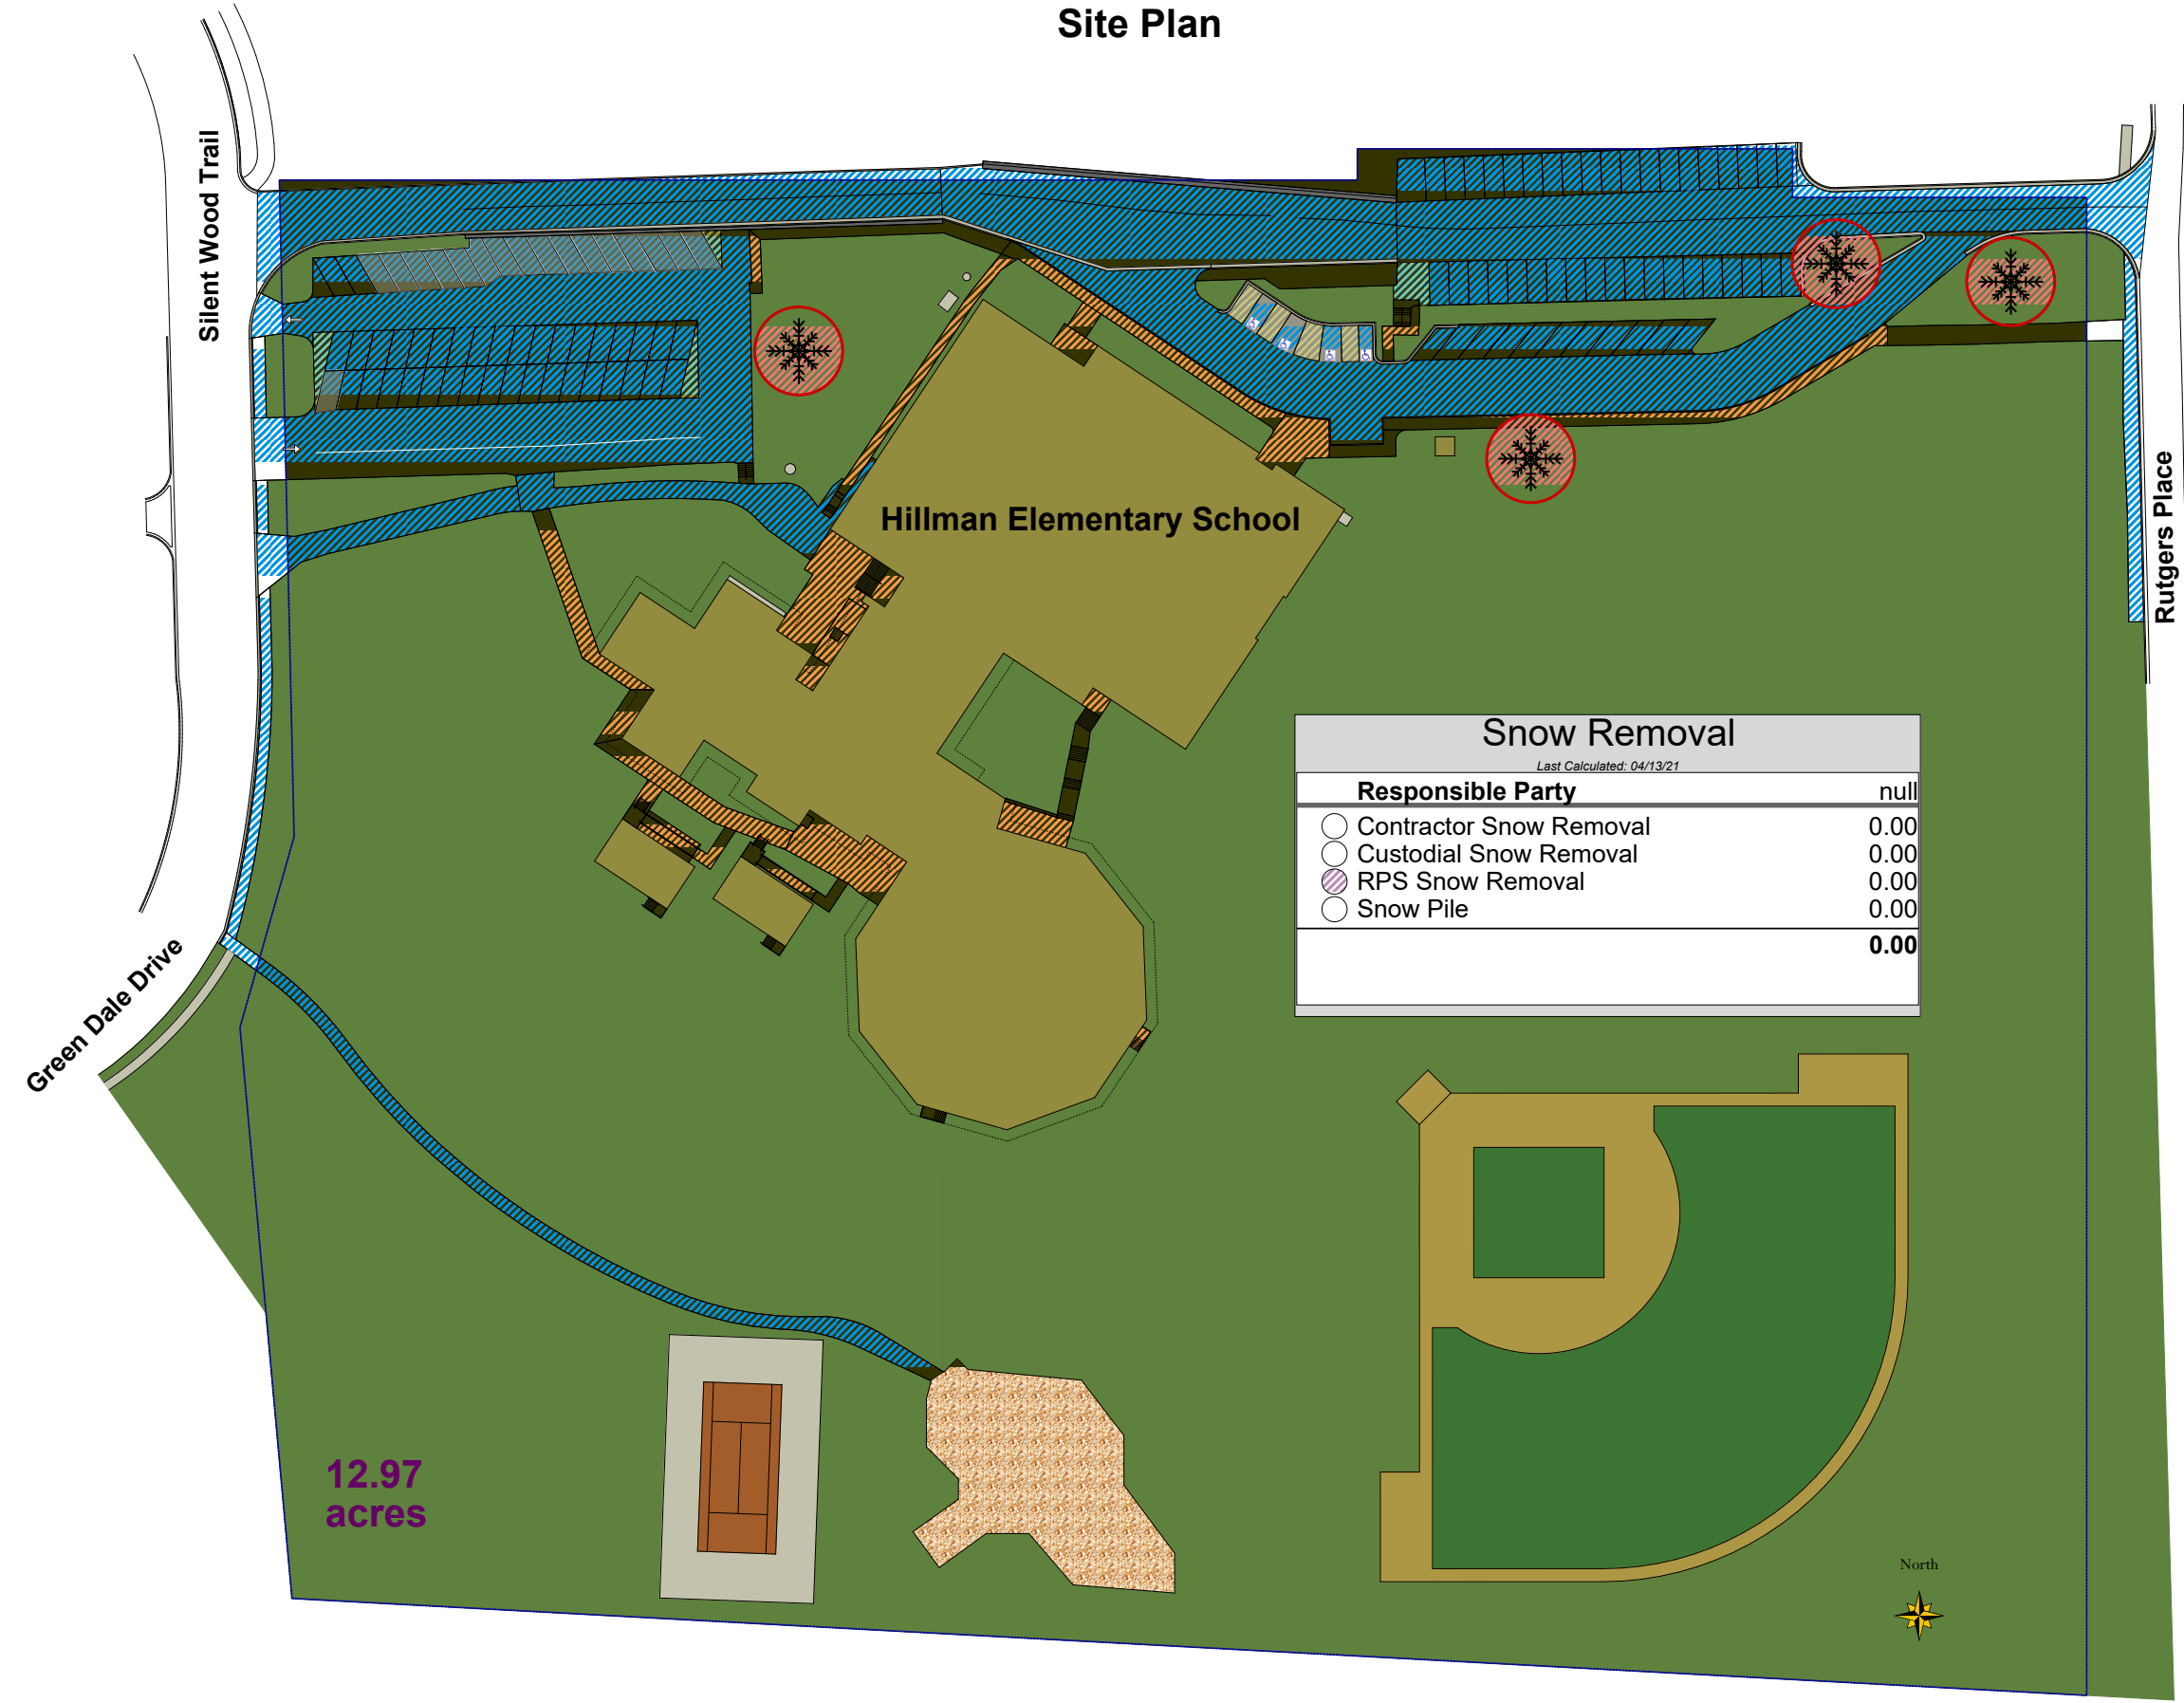 Site Plan
Silent Wood Trail
Hillman Elementary School
Rutgers Place
Snow Removal
Last Calculated: 04/13/21
Responsible Party null
Contractor Snow Removal 0.00
Custodial Snow Removal 0.00
RPS Snow Removal 0.00
Snow Pile 0.00
0.00
Green Dale Drive
12.97
acres
North